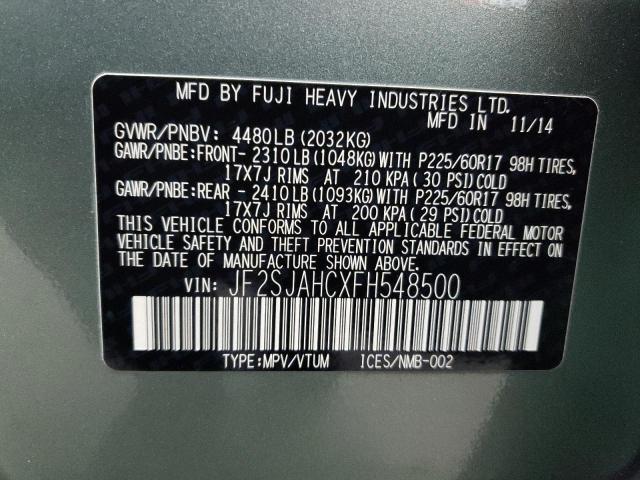 MFD BY FUJI HEAVY INDUSTRIES LTD.
MFD IN 11/14
GVWR/PNBV: 4480LB(2032KG)
GAWR/PNBE:FRONT- 2310LB(1048KG)WITH P225/60R17 98H TIRES,
17X7J RIMS AT 210 KPA(30 PSI)COLD
GAWR/PNBE:REAR - 2410LB(1093KG)WITH P225/60R17 98H TIRES,
17X7J RIMS AT 200 KPA(29 PSI)COLD
THIS VEHICLE CONFORMS TO ALL APPLICABLE FEDERAL MOTOR
VEHICLE SAFETY AND THEFT PREVENTION STANDARDS IN EFFECT ON
THE DATE OF MANUFACTURE SHOWN ABOVE.
VIN: JF2SJAHCXFH548500
TYPE:MPV/VTUM ICES/NMB-002